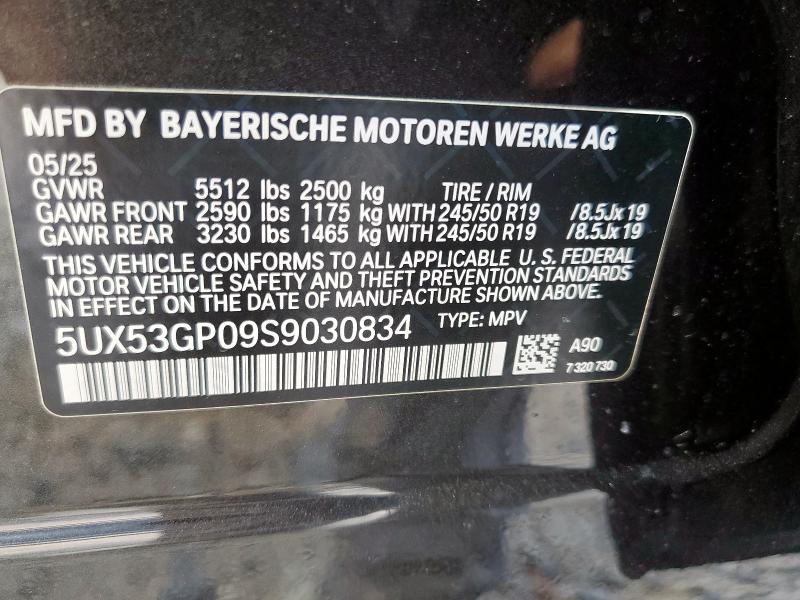 MFD BY BAYERISCHE MOTOREN WERKE AG
05/25
GVWR 5512 lbs 2500 kg TIRE / RIM
GAWR FRONT 2590 lbs 1175 kg WITH 245/50 R19 /8.5Jx19
GAWR REAR 3230 lbs 1465 kg WITH 245/50 R19 /8.5Jx19
THIS VEHICLE CONFORMS TO ALL APPLICABLE U. S. FEDERAL
MOTOR VEHICLE SAFETY AND THEFT PREVENTION STANDARDS
IN EFFECT ON THE DATE OF MANUFACTURE SHOWN ABOVE.
5UX53GP09S9030834 TYPE: MPV
A90
7 320 730